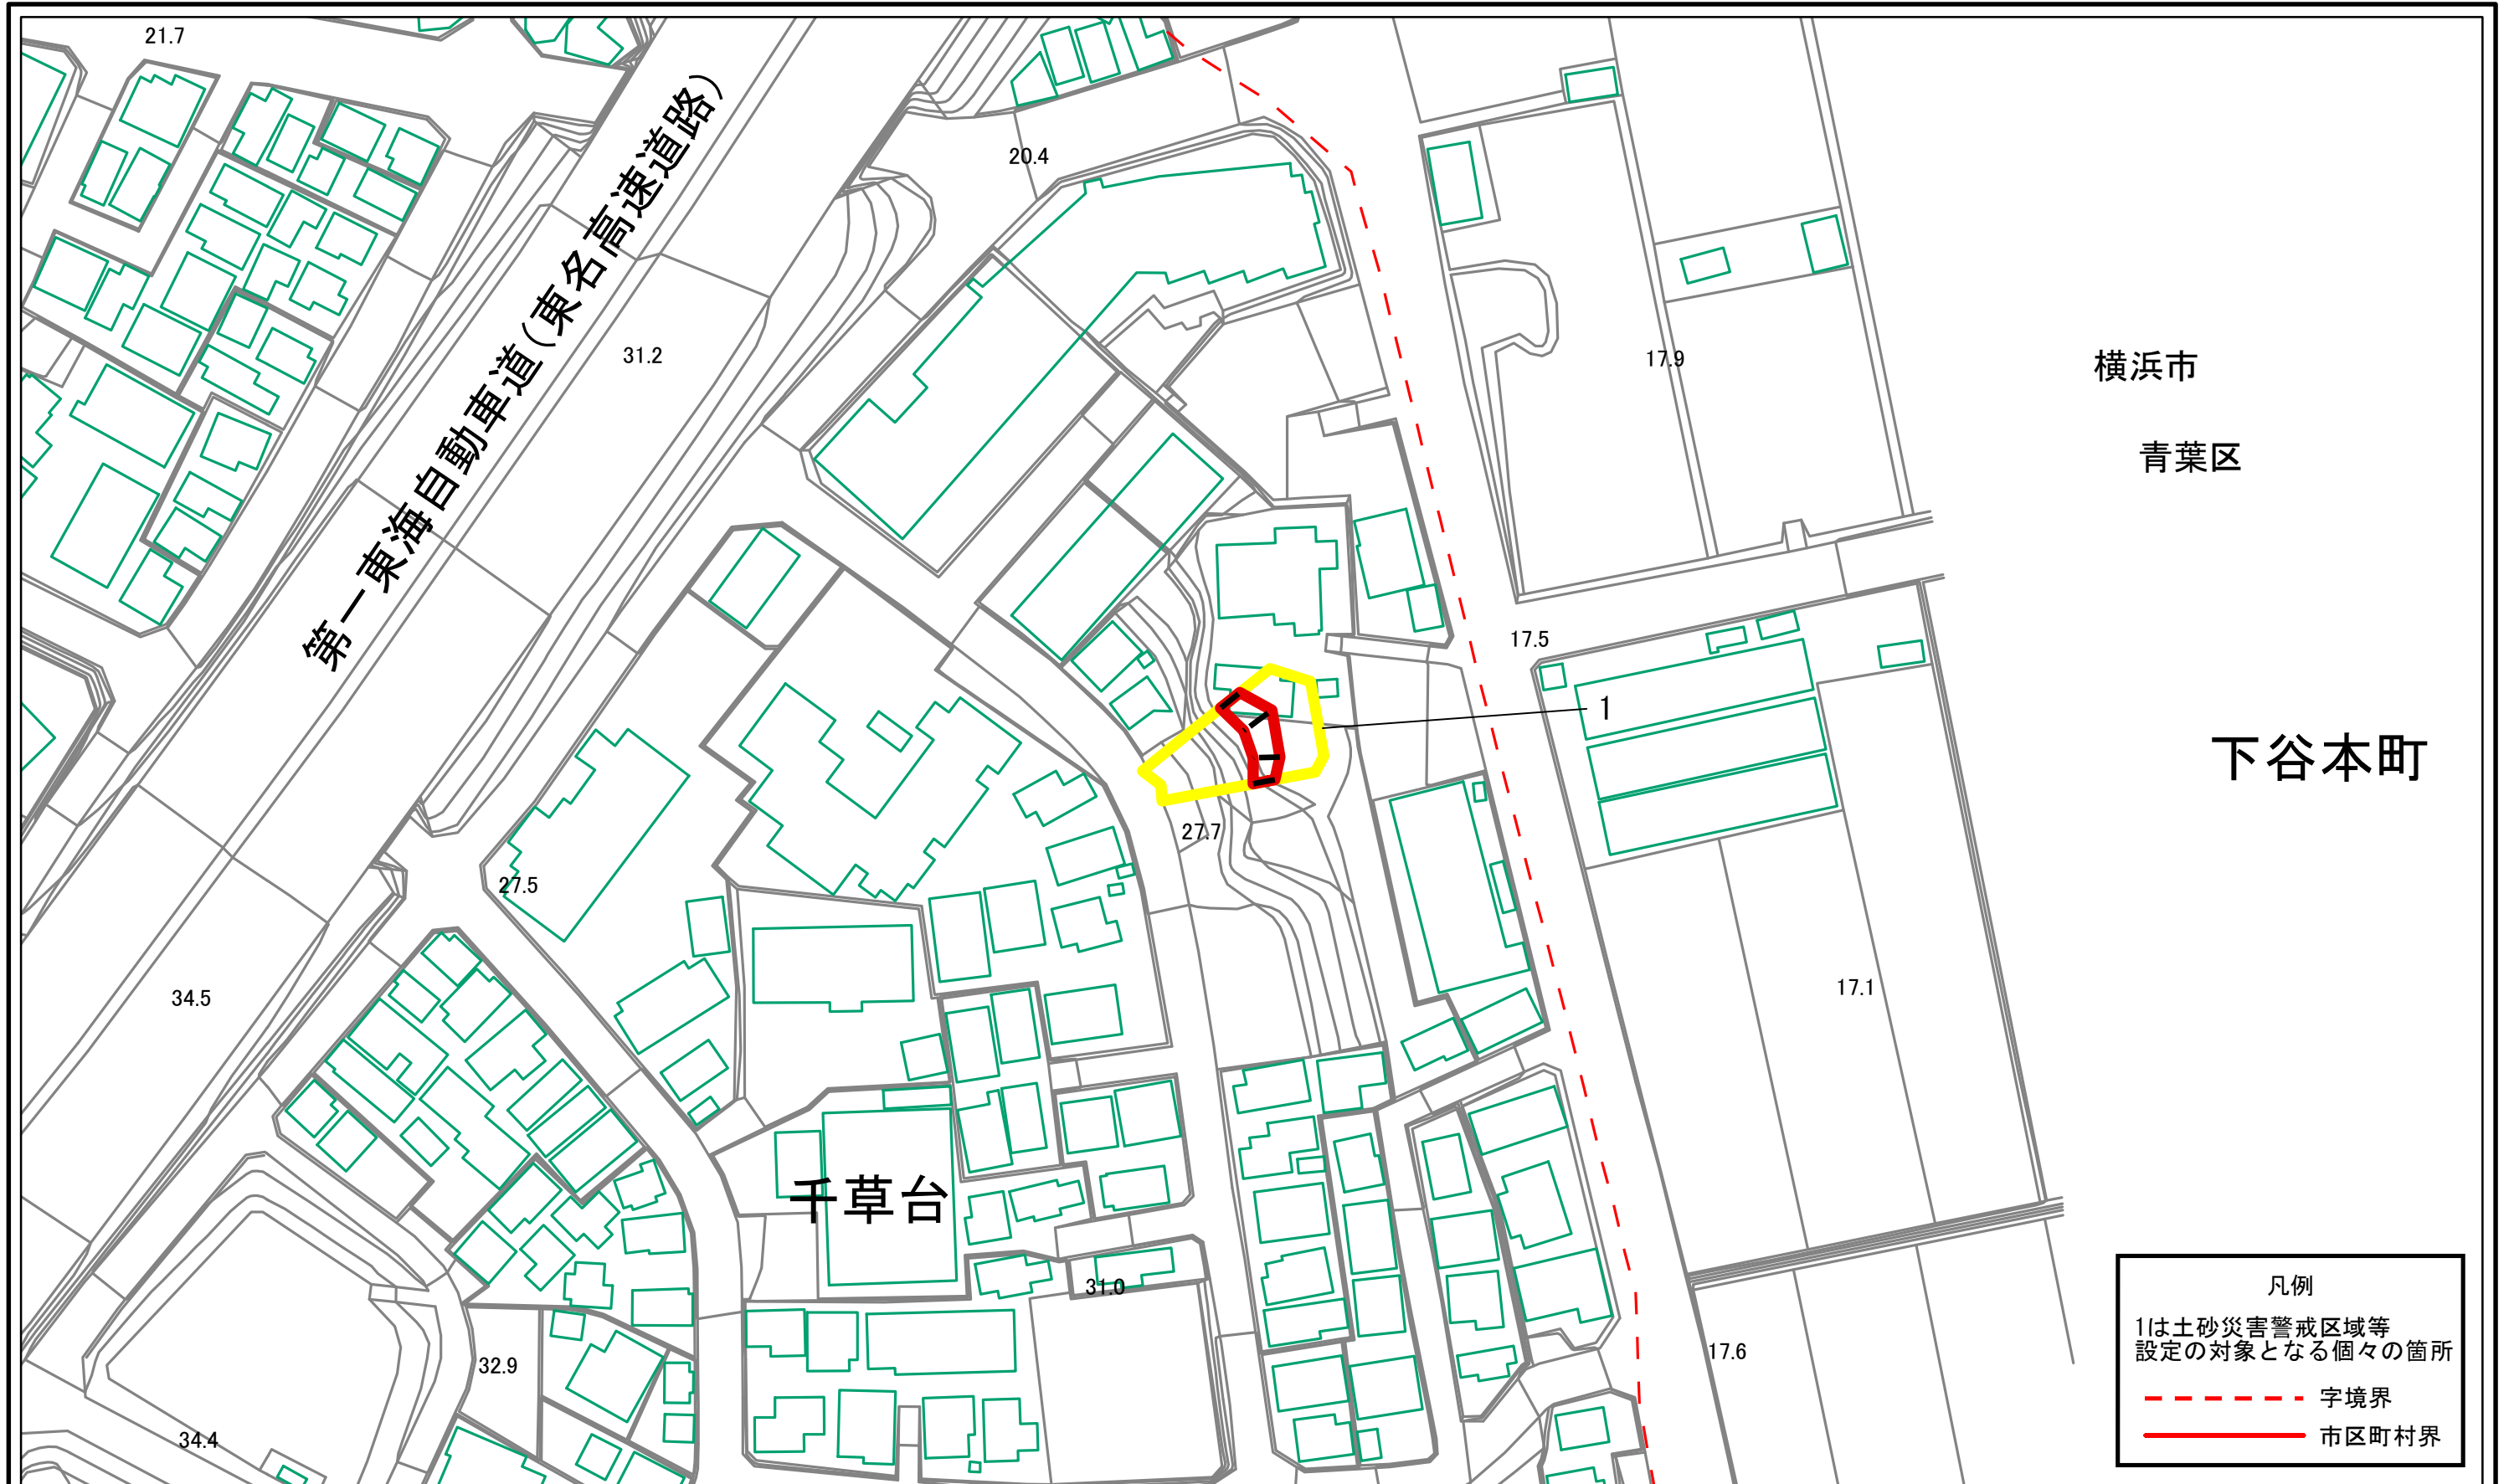 21.7
20.4
第一東海自動車道(東名高速道路)
31.2
17.9
横浜市
青葉区
17.5
1
下谷本町
27.7
27.5
34.5
17.1
千草台
31.0
32.9
17.6
34.4
凡例
1は土砂災害警戒区域等
設定の対象となる個々の箇所
字境界
市区町村界